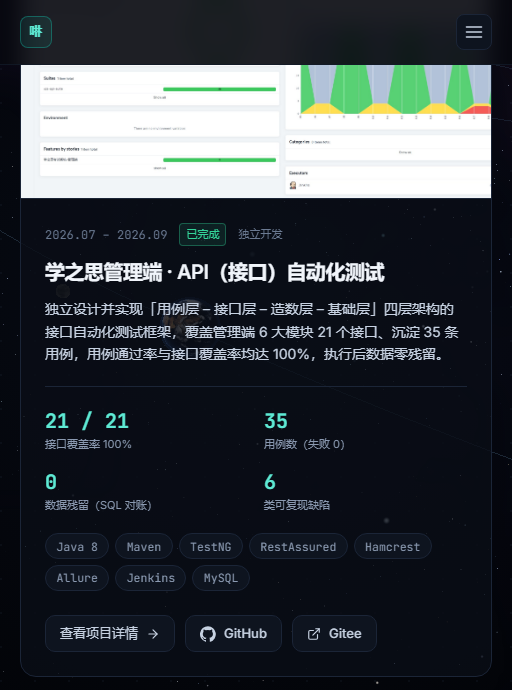 啡
Suites
Environment
Features by stories
Categories
Executors
2026.07 – 2026.09 已完成 独立开发
学之思管理端 · API（接口）自动化测试
独立设计并实现「用例层 – 接口层 – 造数层 – 基础层」四层架构的
接口自动化测试框架，覆盖管理端 6 大模块 21 个接口、沉淀 35 条
用例，用例通过率与接口覆盖率均达 100%，执行后数据零残留。
21 / 21
35
接口覆盖率 100%
用例数（失败 0）
0
6
数据残留（SQL 对账）
类可复现缺陷
Java 8 Maven TestNG RestAssured Hamcrest
Allure Jenkins MySQL
查看项目详情 → GitHub Gitee